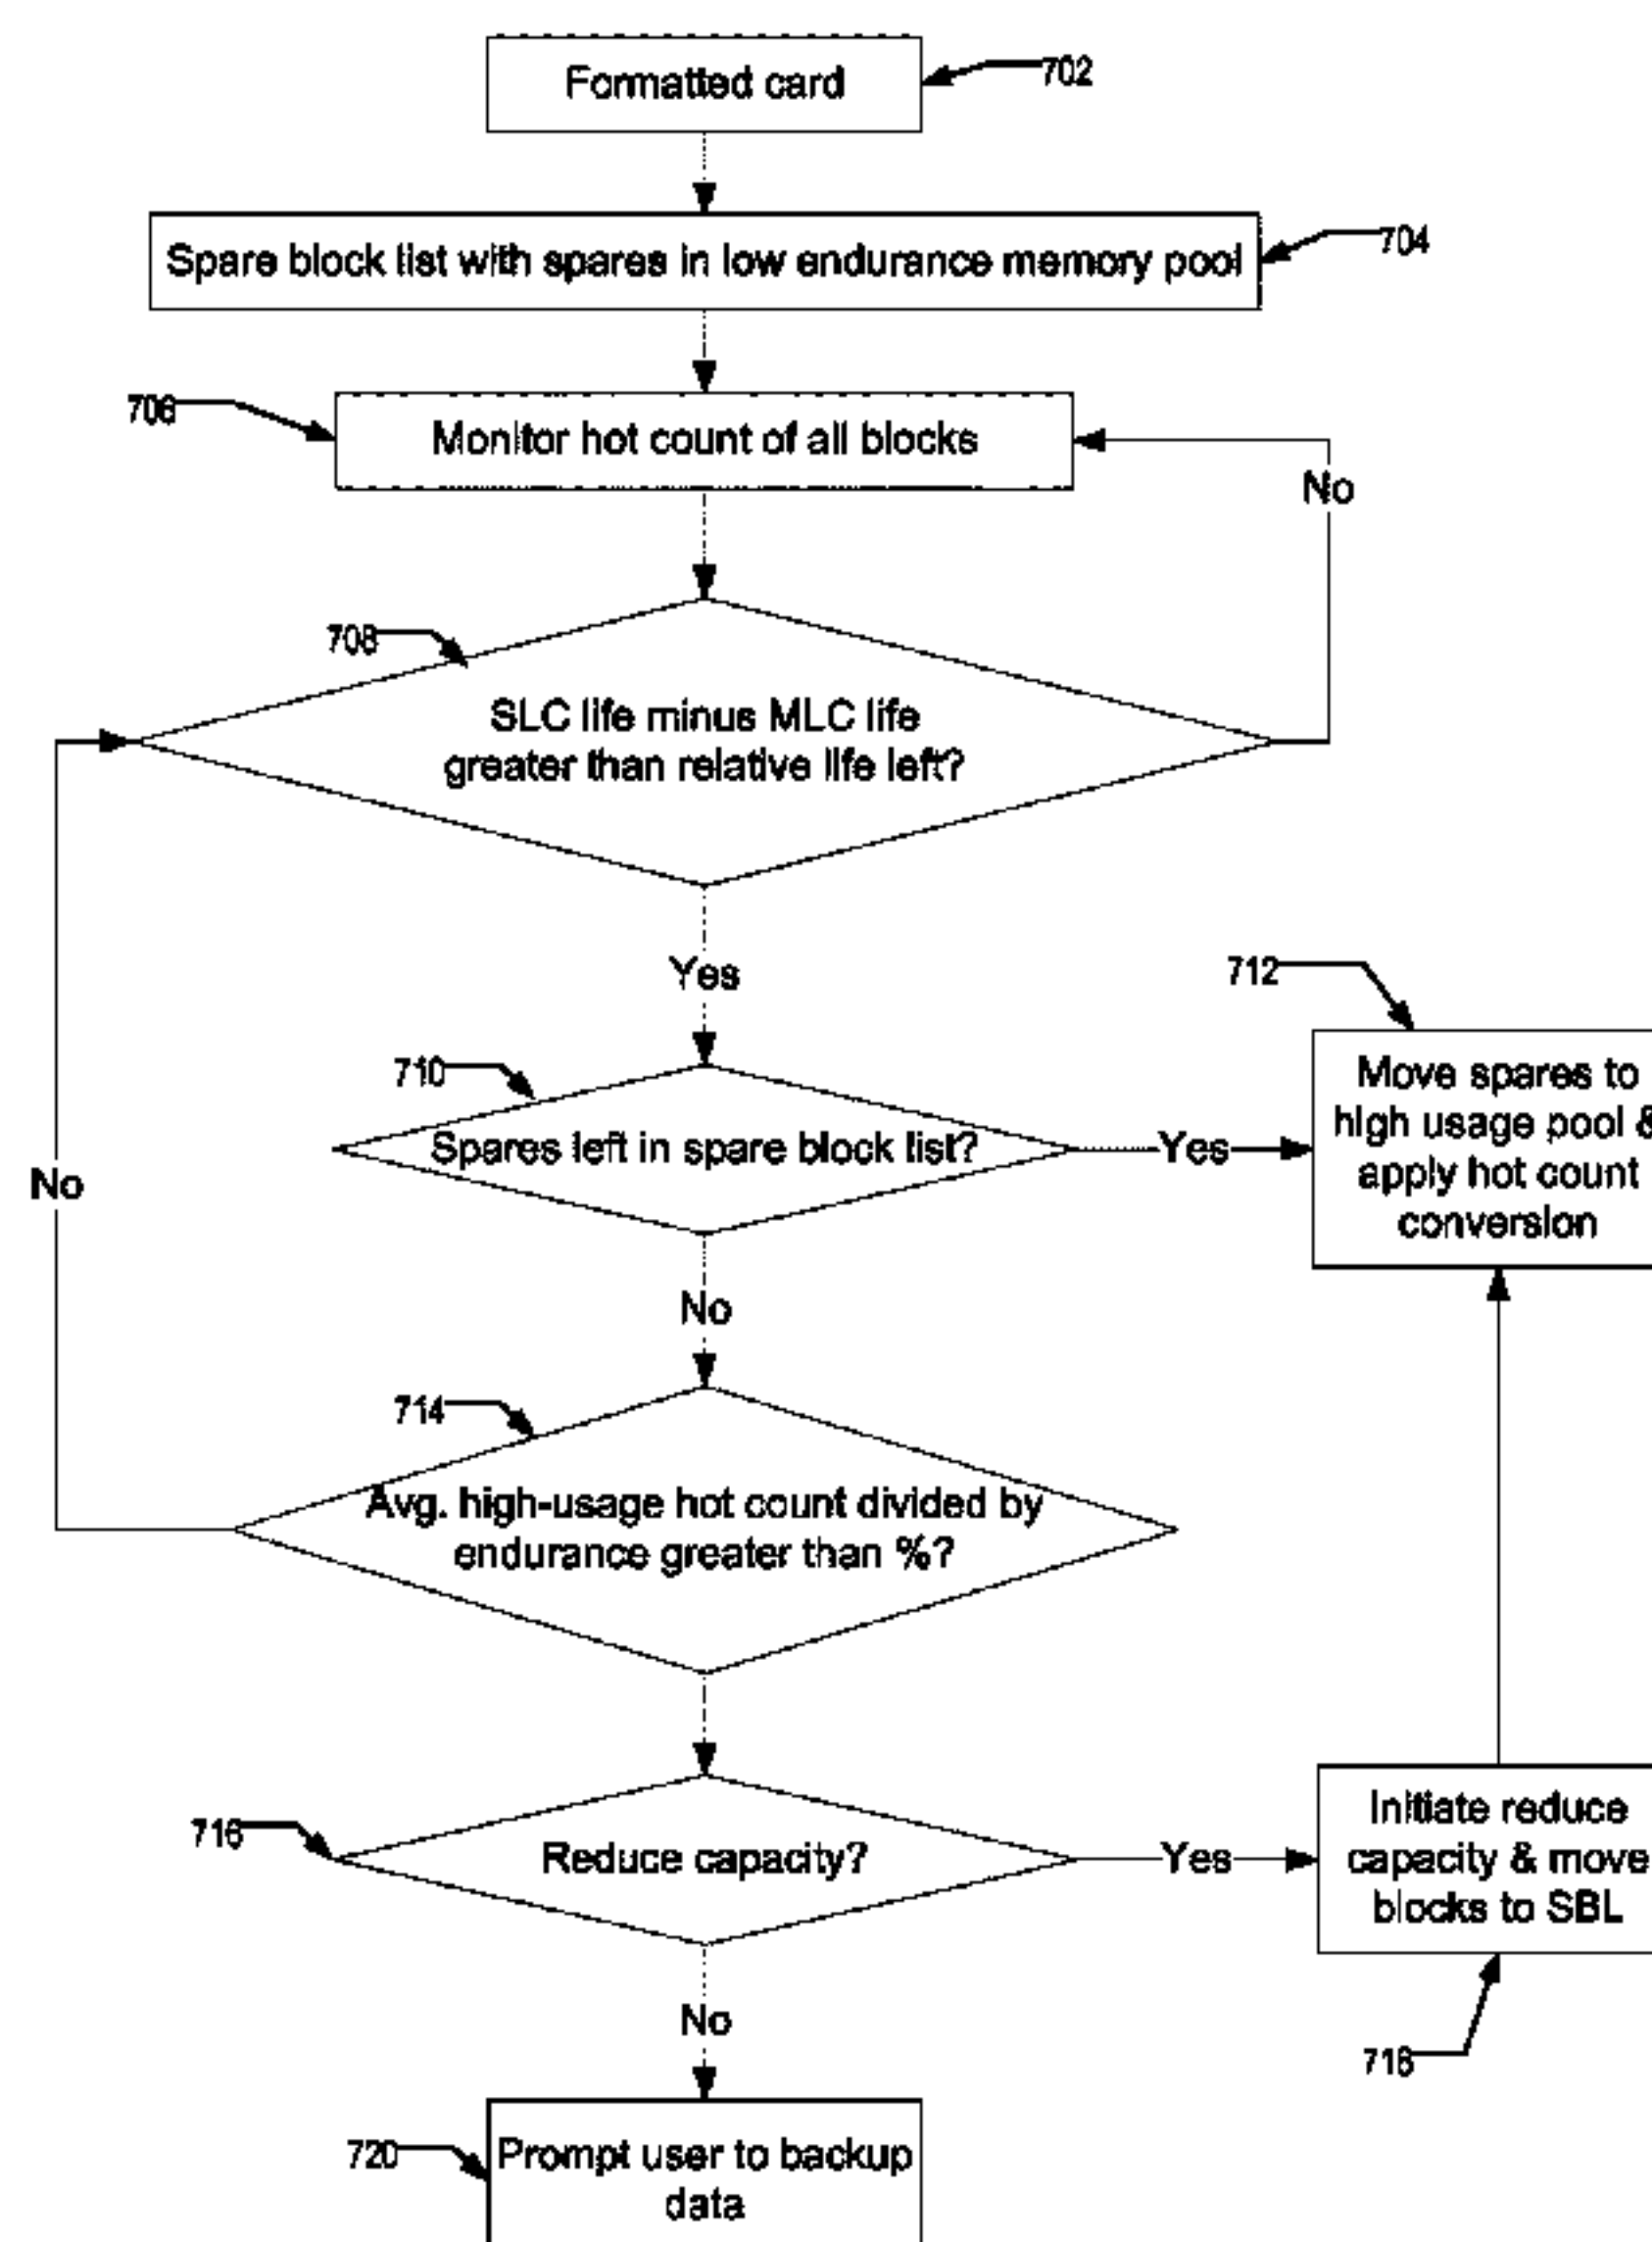 Formatted card
702
Spare block list with spares in low endurance memory pool
704
706
Monitor hot count of all blocks
No
708
SLC life minus MLC life
greater than relative life left?
Yes
712
710
Spares left in spare block list?
Yes
Move spares to
high usage pool &
apply hot count
conversion
No
No
714
Avg. high-usage hot count divided by
endurance greater than %?
716
Reduce capacity?
Yes
Initiate reduce
capacity & move
blocks to SBL
No
716
720
Prompt user to backup
data